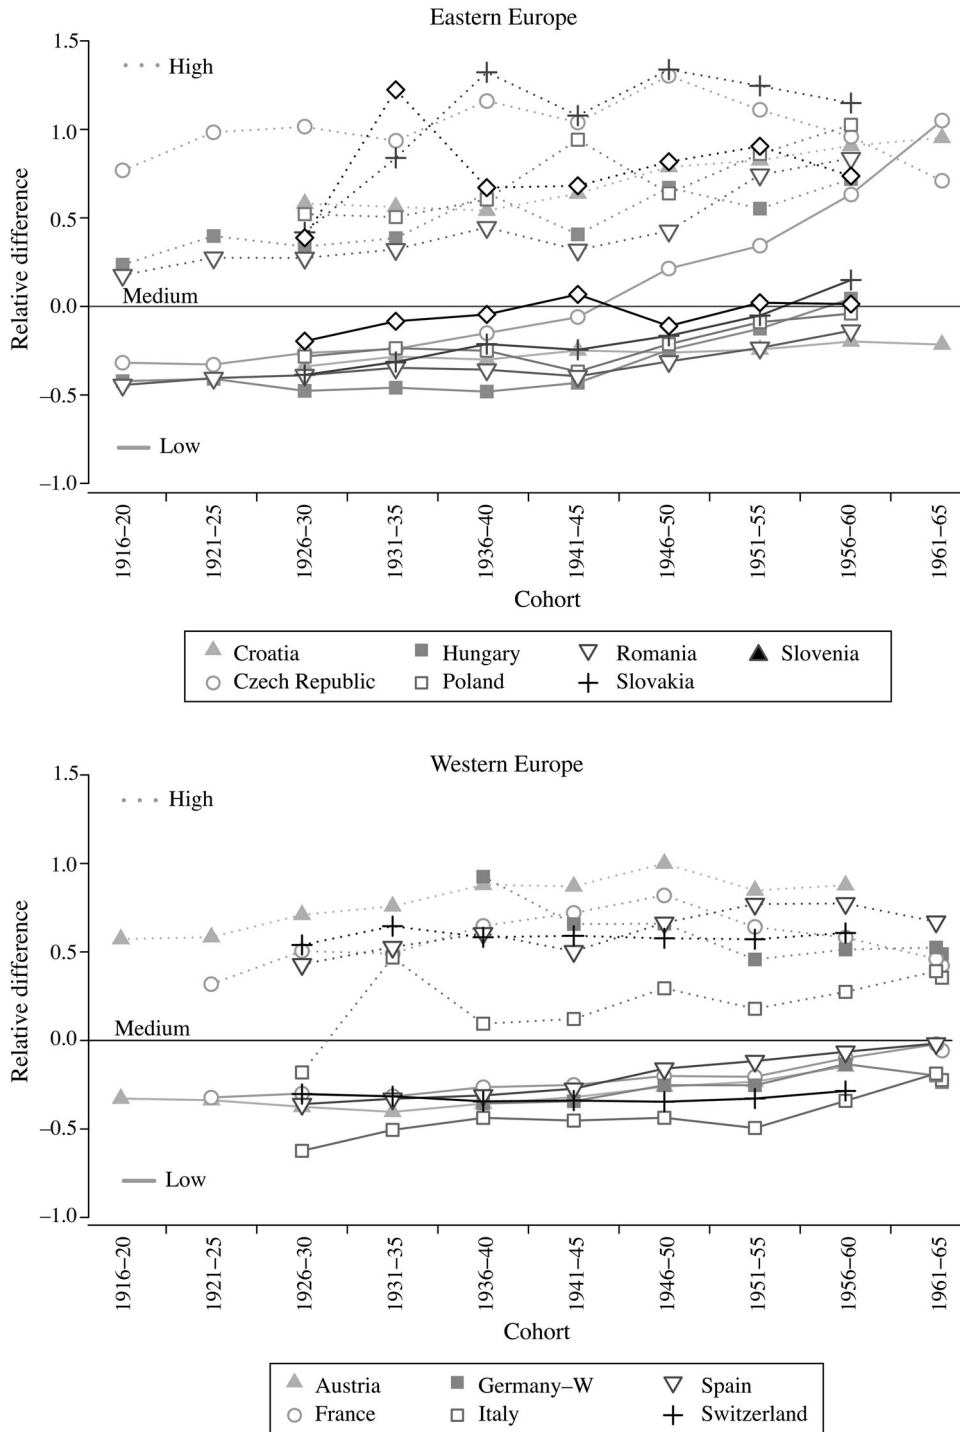 Eastern Europe
1.5
High
1.0
0.5
Medium
0.0
–0.5
Low
–1.0
Relative difference
1916–20
1921–25
1926–30
1931–35
1936–40
1941–45
1946–50
1951–55
1956–60
1961–65
Cohort
Croatia Hungary Romania Slovenia
Czech Republic Poland Slovakia
Western Europe
1.5
High
1.0
0.5
Medium
0.0
–0.5
Low
–1.0
Relative difference
1916–20
1921–25
1926–30
1931–35
1936–40
1941–45
1946–50
1951–55
1956–60
1961–65
Cohort
Austria Germany–W Spain
France Italy Switzerland